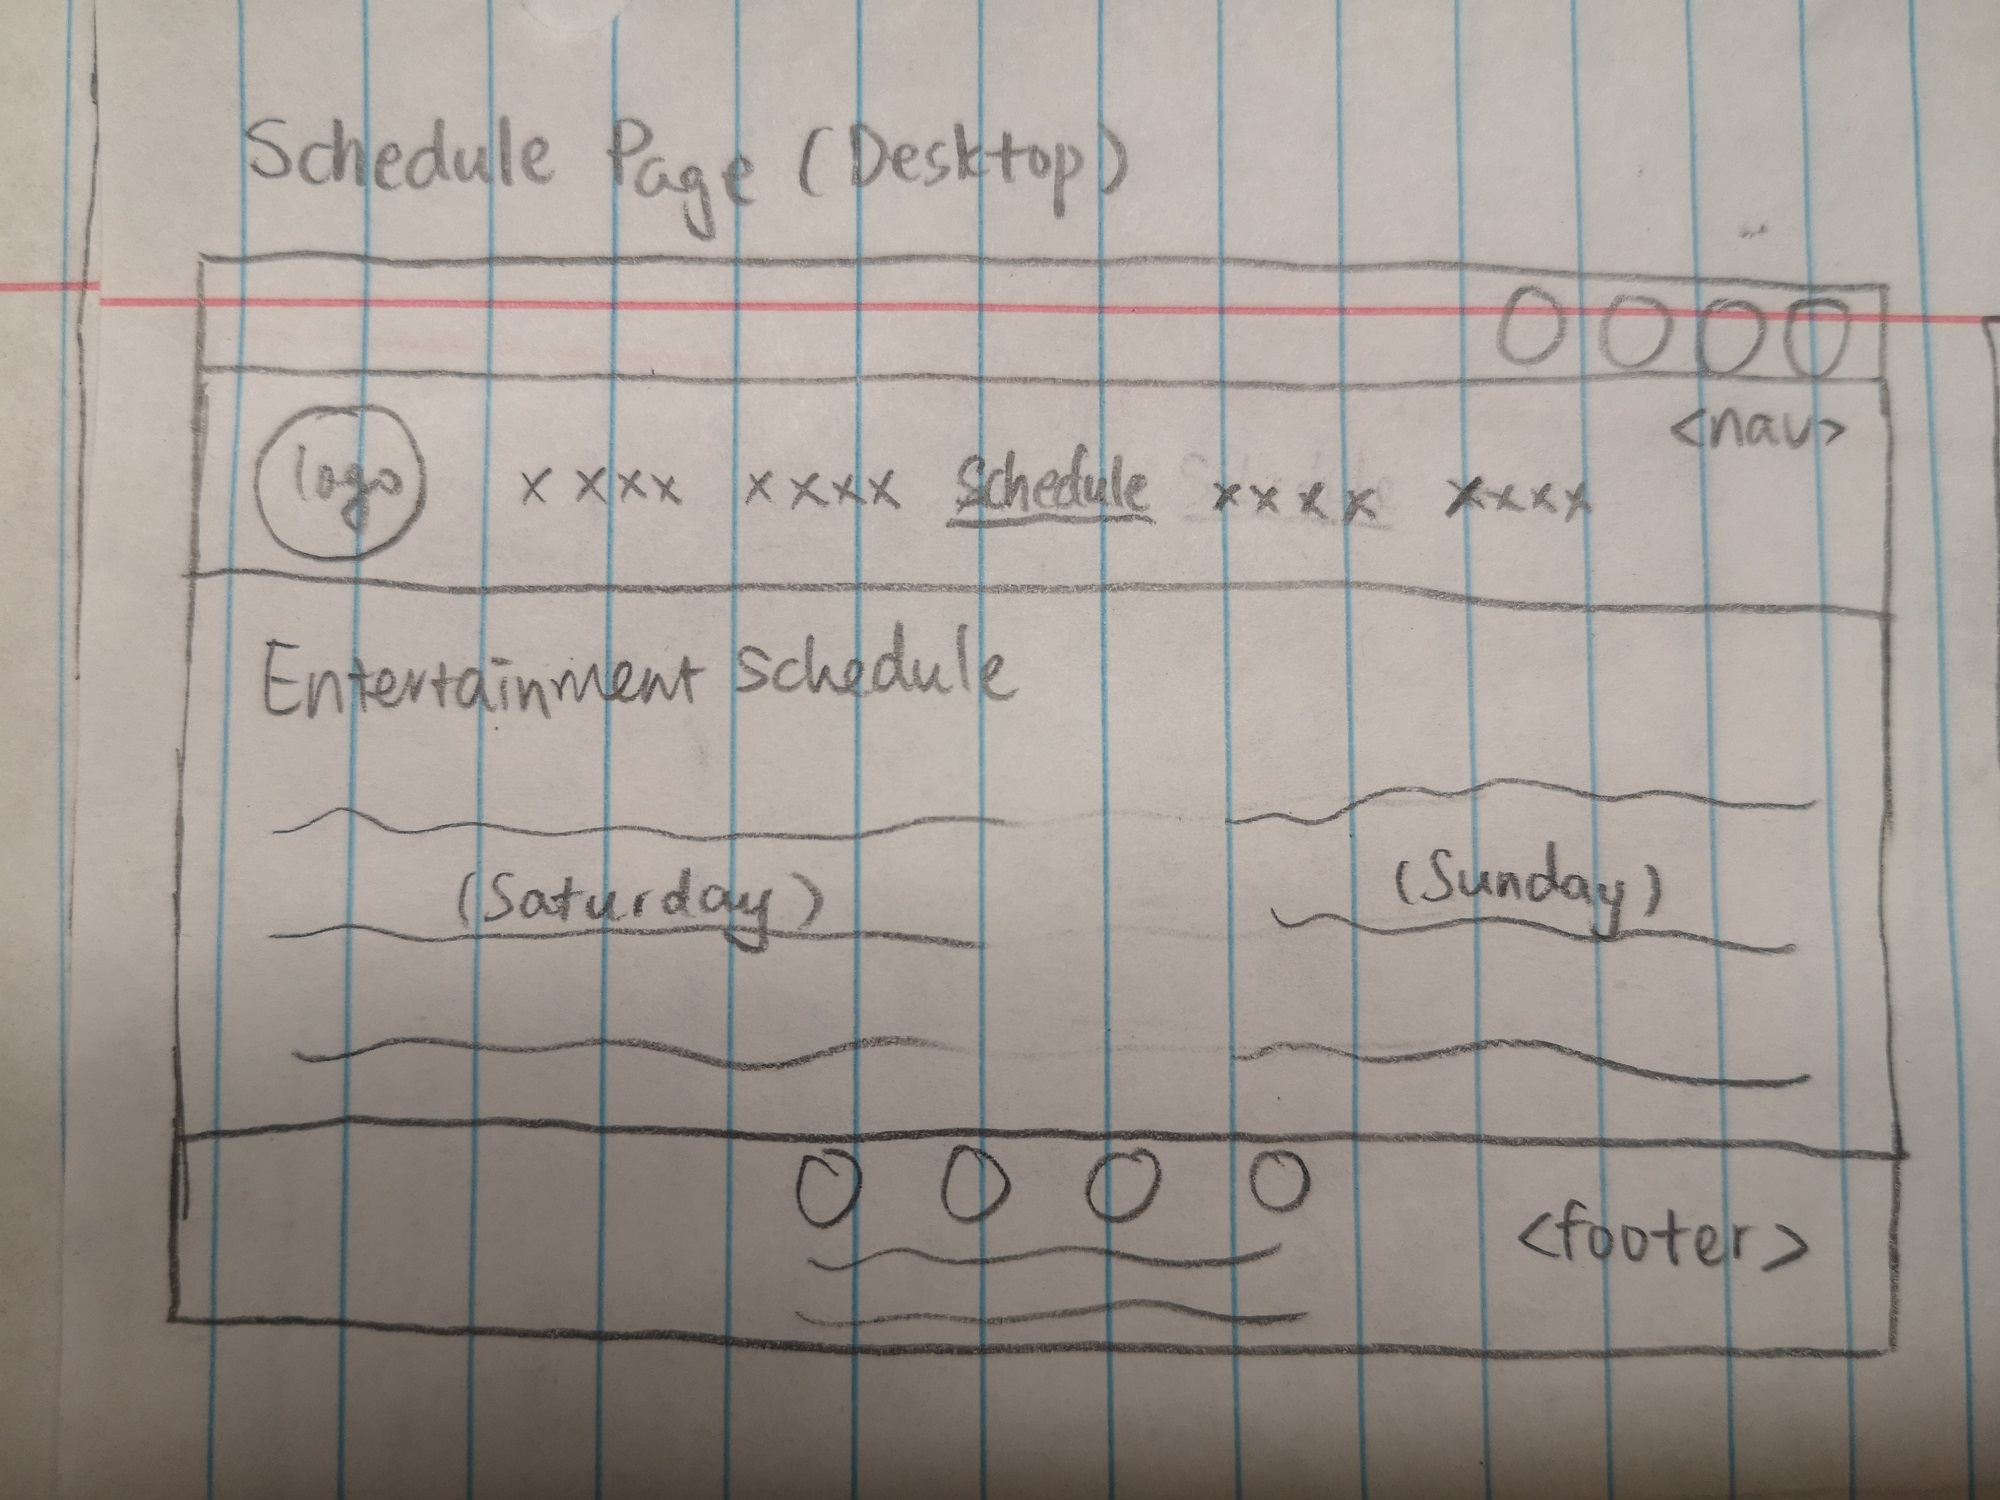 Schedule Page (Desktop)
<nav>
logo xxxx xxxx Schedule xxxx xxxx
Entertainment Schedule
(Saturday) (Sunday)
<footer>